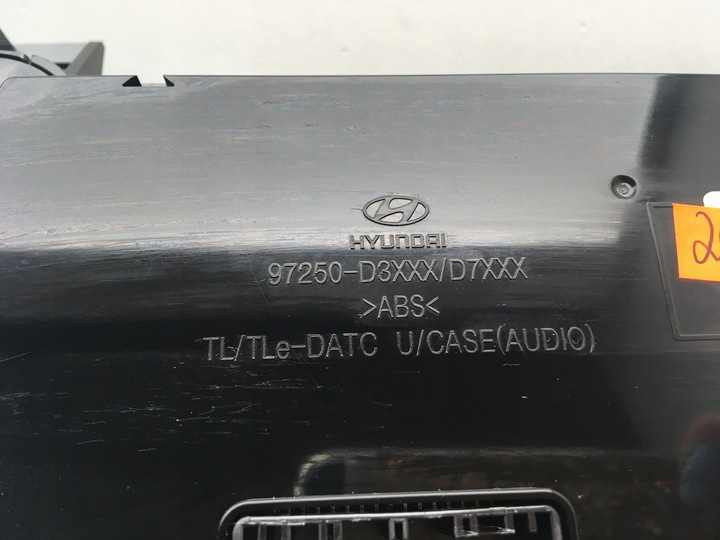 HYUNDAI
97250-D3XXX/D7XXX
>ABS<
TL/TLe-DATC U/CASE(AUDIO)